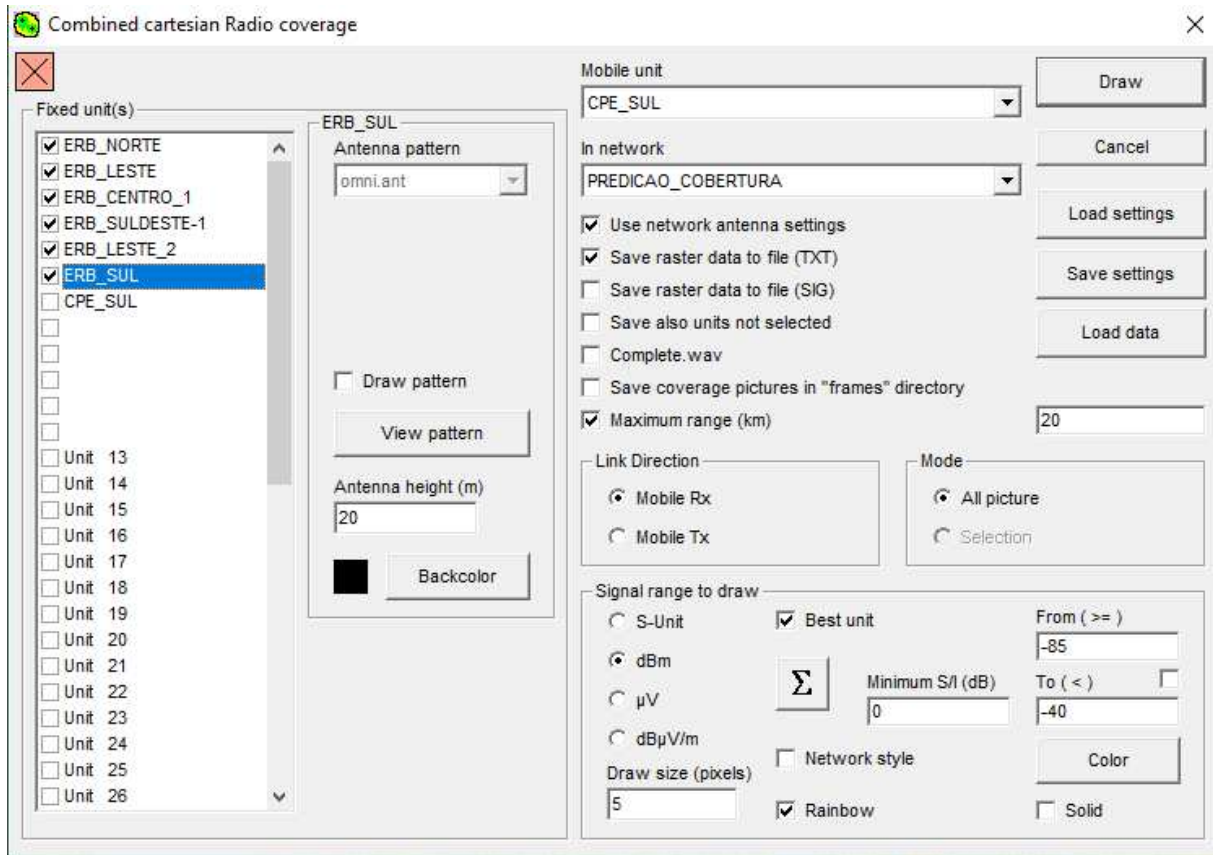 Combined cartesian Radio coverage
Fixed unit(s)
ERB_NORTE
ERB_LESTE
ERB_CENTRO_1
ERB_SULDESTE-1
ERB_LESTE_2
ERB_SUL
CPE_SUL
Unit 13
Unit 14
Unit 15
Unit 16
Unit 17
Unit 18
Unit 19
Unit 20
Unit 21
Unit 22
Unit 23
Unit 24
Unit 25
Unit 26
ERB_SUL
Antenna pattern
omni.ant
Draw pattern
View pattern
Antenna height (m)
20
Backcolor
Mobile unit
CPE_SUL
In network
PREDICAO_COBERTURA
Use network antenna settings
Save raster data to file (TXT)
Save raster data to file (SIG)
Save also units not selected
Complete.wav
Save coverage pictures in "frames" directory
Maximum range (km)
20
Draw
Cancel
Load settings
Save settings
Load data
Link Direction
Mobile Rx
Mobile Tx
Mode
All picture
Selection
Signal range to draw
S-Unit
dBm
µV
dBµV/m
Draw size (pixels)
5
Best unit
Σ
Minimum S/I (dB)
0
Network style
Rainbow
From ( >= )
-85
To ( < )
-40
Color
Solid